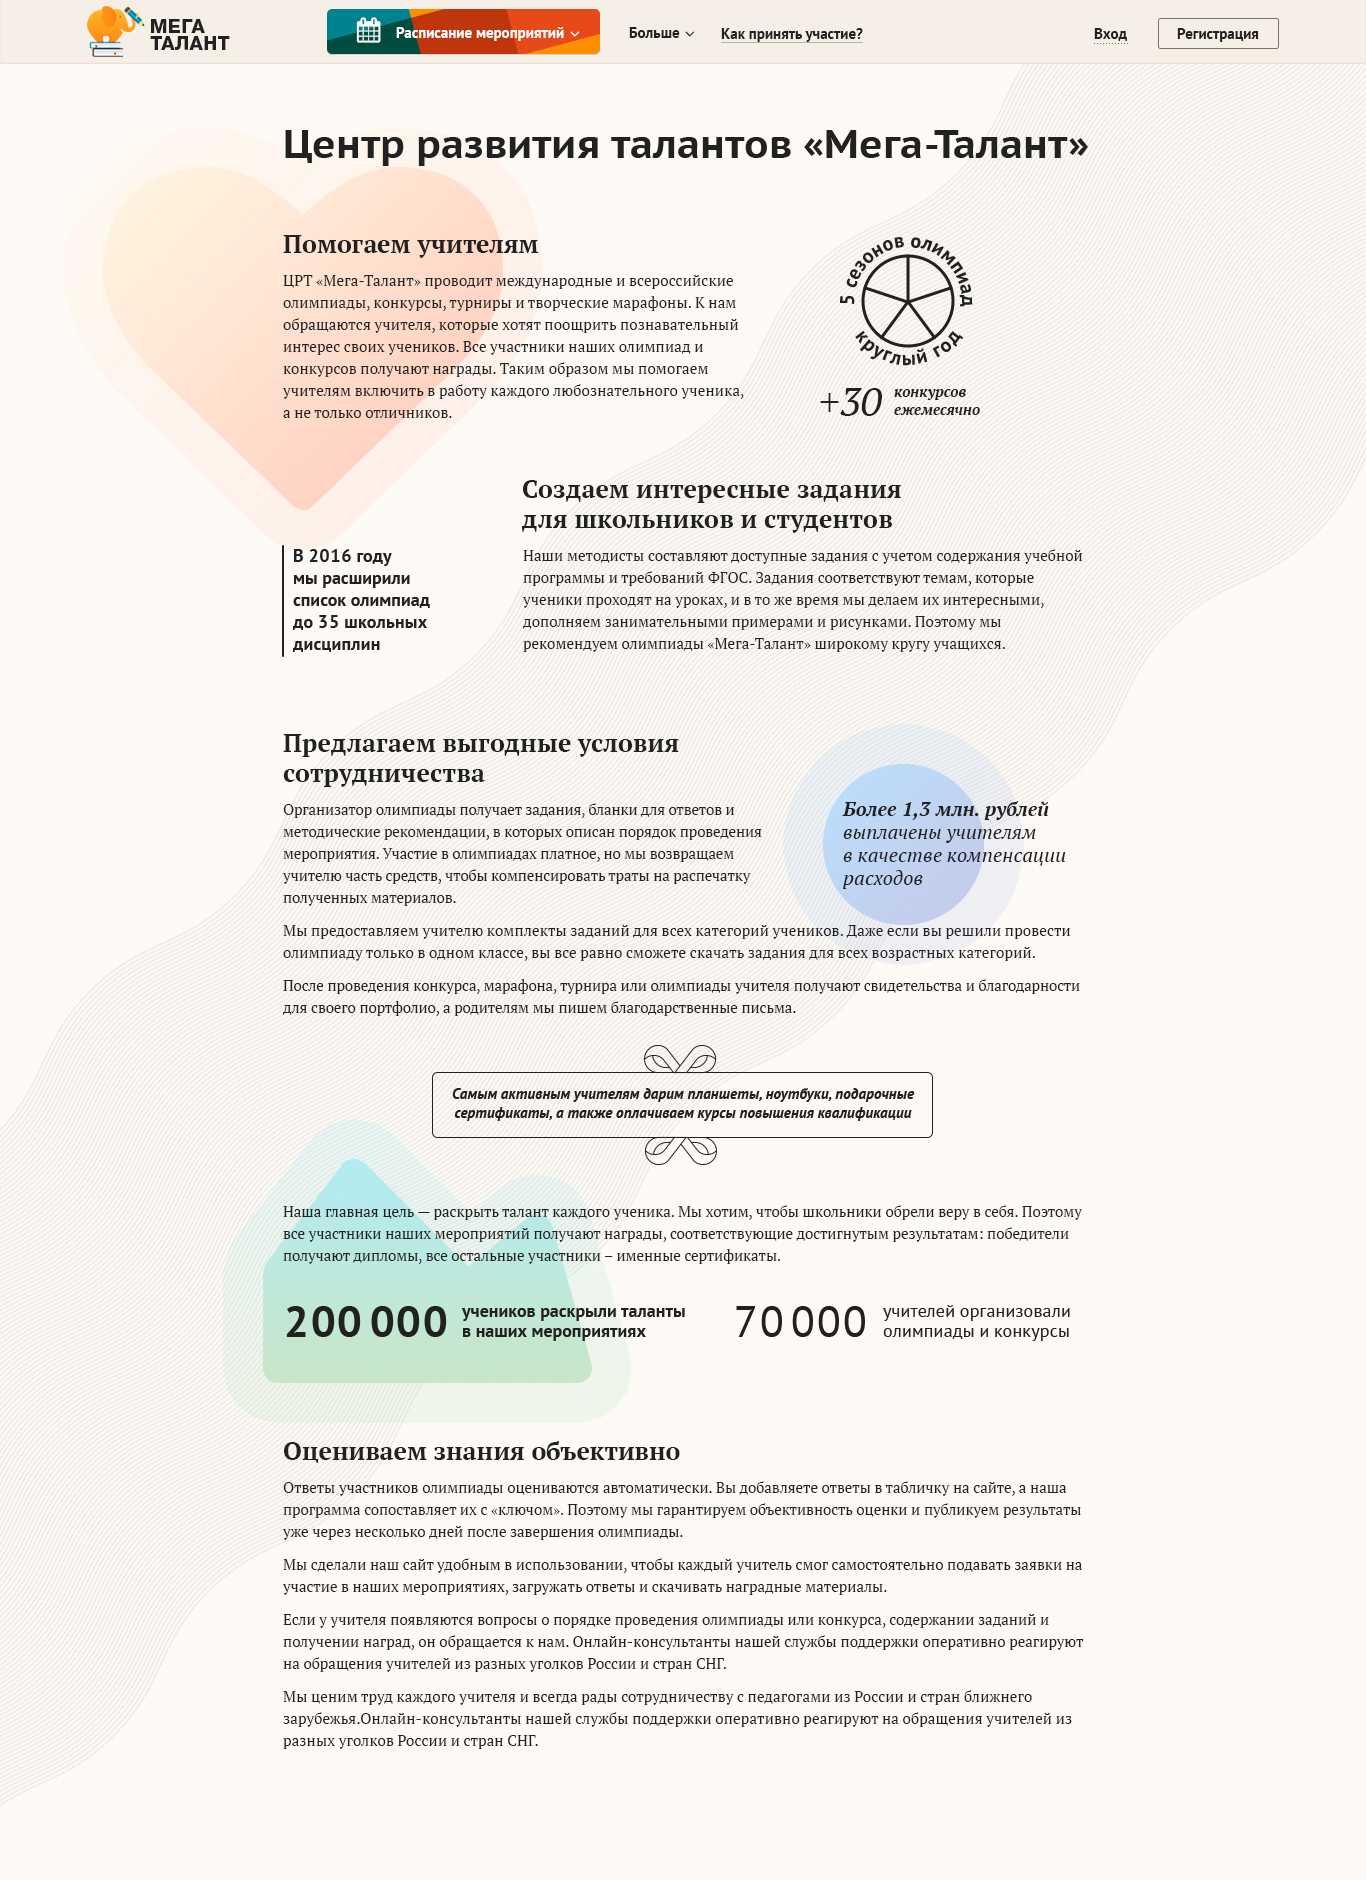 МЕГА
ТАЛАНТ
Расписание мероприятий
Больше
Как принять участие?
Вход
Регистрация
Центр развития талантов «Мега-Талант»
Помогаем учителям
ЦРТ «Мега-Талант» проводит международные и всероссийские
олимпиады, конкурсы, турниры и творческие марафоны. К нам
обращаются учителя, которые хотят поощрить познавательный
интерес своих учеников. Все участники наших олимпиад и
конкурсов получают награды. Таким образом мы помогаем
учителям включить в работу каждого любознательного ученика,
а не только отличников.
5 сезонов олимпиад
круглый год
+30 конкурсов
ежемесячно
Создаем интересные задания
для школьников и студентов
В 2016 году
мы расширили
список олимпиад
до 35 школьных
дисциплин
Наши методисты составляют доступные задания с учетом содержания учебной
программы и требований ФГОС. Задания соответствуют темам, которые
ученики проходят на уроках, и в то же время мы делаем их интересными,
дополняем занимательными примерами и рисунками. Поэтому мы
рекомендуем олимпиады «Мега-Талант» широкому кругу учащихся.
Предлагаем выгодные условия
сотрудничества
Организатор олимпиады получает задания, бланки для ответов и
методические рекомендации, в которых описан порядок проведения
мероприятия. Участие в олимпиадах платное, но мы возвращаем
учителю часть средств, чтобы компенсировать траты на распечатку
полученных материалов.
Более 1,3 млн. рублей
выплачены учителям
в качестве компенсации
расходов
Мы предоставляем учителю комплекты заданий для всех категорий учеников. Даже если вы решили провести
олимпиаду только в одном классе, вы все равно сможете скачать задания для всех возрастных категорий.
После проведения конкурса, марафона, турнира или олимпиады учителя получают свидетельства и благодарности
для своего портфолио, а родителям мы пишем благодарственные письма.
Самым активным учителям дарим планшеты, ноутбуки, подарочные
сертификаты, а также оплачиваем курсы повышения квалификации
Наша главная цель — раскрыть талант каждого ученика. Мы хотим, чтобы школьники обрели веру в себя. Поэтому
все участники наших мероприятий получают награды, соответствующие достигнутым результатам: победители
получают дипломы, все остальные участники – именные сертификаты.
200 000 учеников раскрыли таланты
в наших мероприятиях
70 000 учителей организовали
олимпиады и конкурсы
Оцениваем знания объективно
Ответы участников олимпиады оцениваются автоматически. Вы добавляете ответы в табличку на сайте, а наша
программа сопоставляет их с «ключом». Поэтому мы гарантируем объективность оценки и публикуем результаты
уже через несколько дней после завершения олимпиады.
Мы сделали наш сайт удобным в использовании, чтобы каждый учитель смог самостоятельно подавать заявки на
участие в наших мероприятиях, загружать ответы и скачивать наградные материалы.
Если у учителя появляются вопросы о порядке проведения олимпиады или конкурса, содержании заданий и
получении наград, он обращается к нам. Онлайн-консультанты нашей службы поддержки оперативно реагируют
на обращения учителей из разных уголков России и стран СНГ.
Мы ценим труд каждого учителя и всегда рады сотрудничеству с педагогами из России и стран ближнего
зарубежья.Онлайн-консультанты нашей службы поддержки оперативно реагируют на обращения учителей из
разных уголков России и стран СНГ.